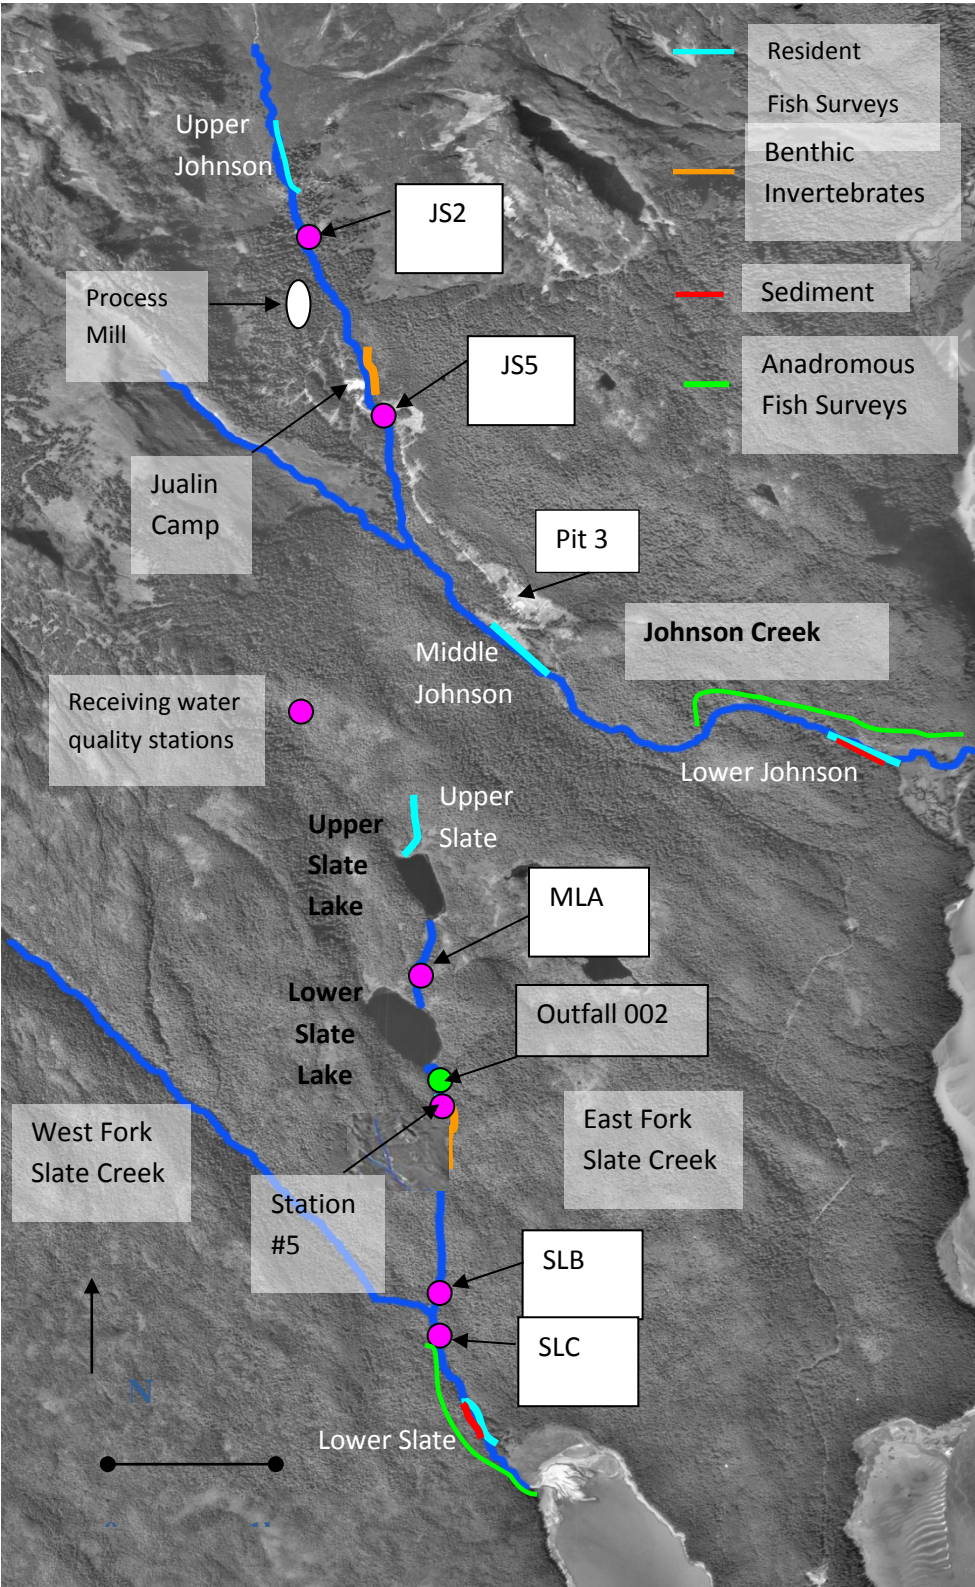 Resident
Fish Surveys
Upper
Johnson
Benthic
Invertebrates
JS2
Process
Mill
Sediment
JS5
Anadromous
Fish Surveys
Jualin
Camp
Pit 3
Johnson Creek
Middle
Johnson
Receiving water
quality stations
Lower Johnson
Upper
Slate
Upper
Slate
Lake
MLA
Lower
Slate
Lake
Outfall 002
West Fork
Slate Creek
East Fork
Slate Creek
Station
#5
SLB
SLC
N
Lower Slate